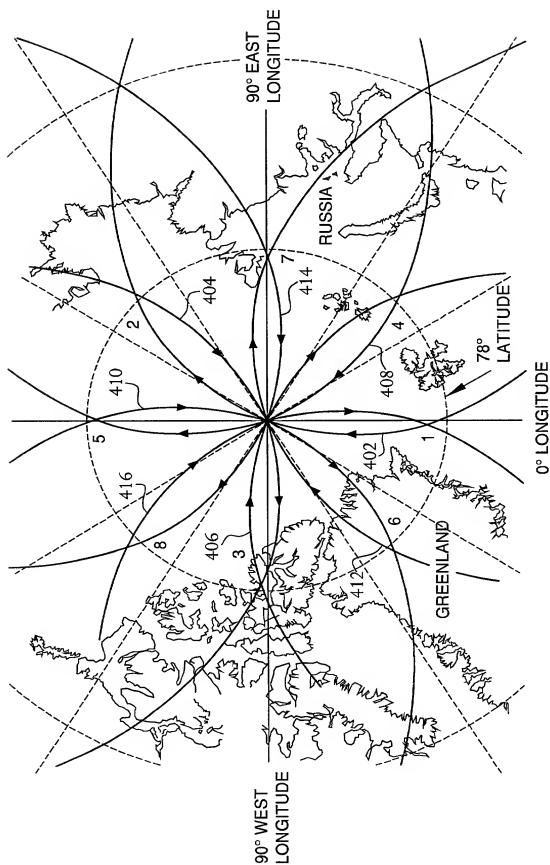 90° EAST
LONGITUDE
RUSSIA
404
2
7
414
410
4
408
78°
LATITUDE
5
0° LONGITUDE
1
402
416
8
406
3
6
412
GREENLAND
90° WEST
LONGITUDE